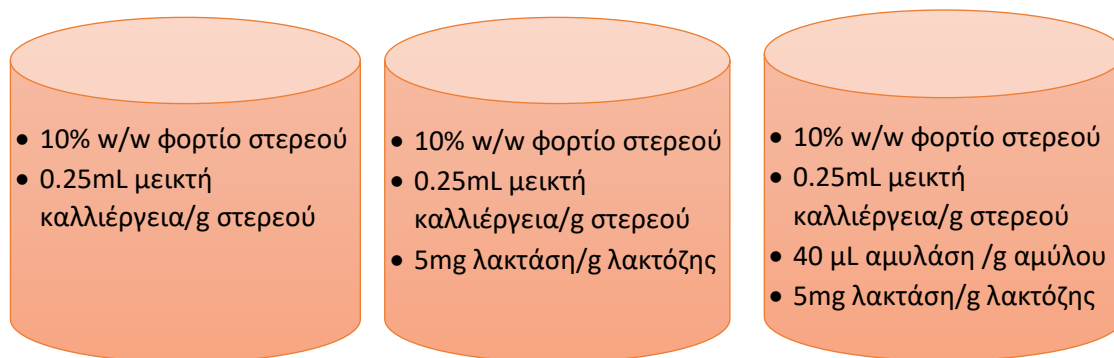 • 10% w/w φορτίο στερεού
• 0.25mL μεικτή
καλλιέργεια/g στερεού
• 10% w/w φορτίο στερεού
• 0.25mL μεικτή
καλλιέργεια/g στερεού
• 5mg λακτάση/g λακτόζης
• 10% w/w φορτίο στερεού
• 0.25mL μεικτή
καλλιέργεια/g στερεού
• 40 μL αμυλάση /g αμύλου
• 5mg λακτάση/g λακτόζης